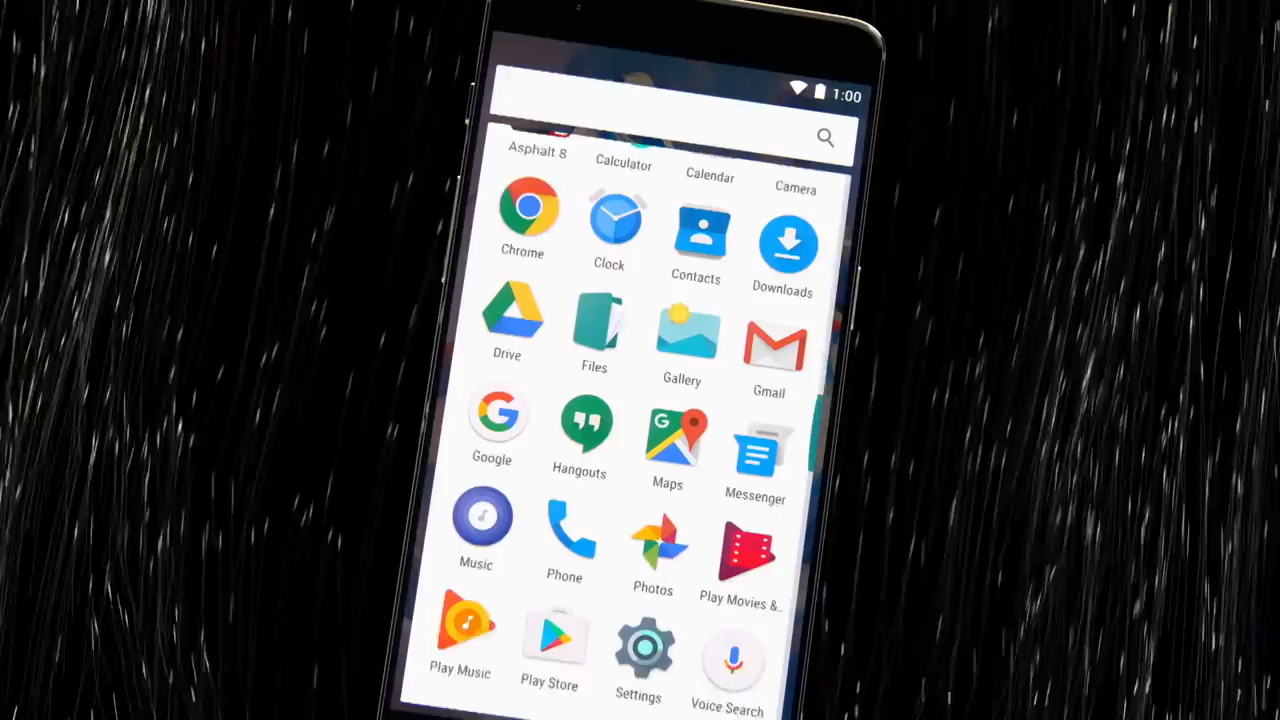 1:00
Asphalt 8 Calculator Calendar Camera
Chrome Clock Contacts Downloads
Drive Files Gallery Gmail
Google Hangouts Maps Messenger
Music Phone Photos Play Movies &..
Play Music Play Store Settings Voice Search